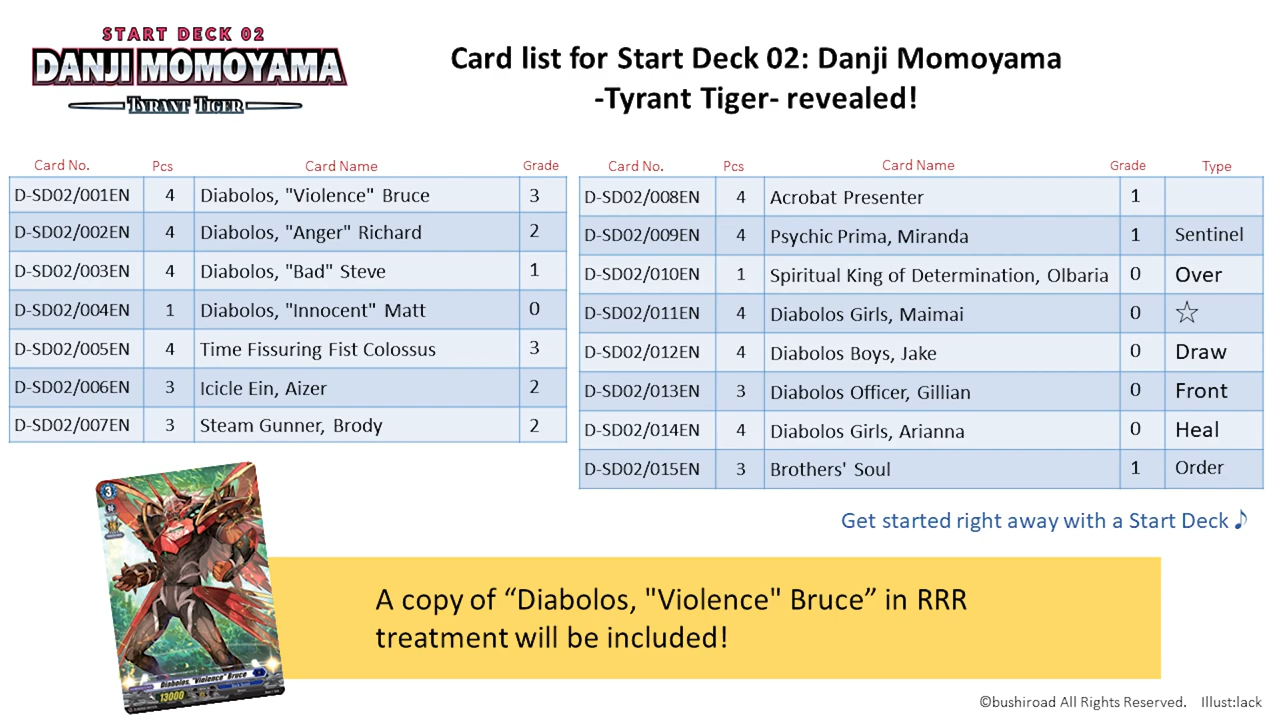 START DECK 02
DANJI MOMOYAMA
TYRANT TIGER
Card list for Start Deck 02: Danji Momoyama
-Tyrant Tiger- revealed!
Card No. Pcs Card Name Grade
D-SD02/001EN 4 Diabolos, "Violence" Bruce 3
D-SD02/002EN 4 Diabolos, "Anger" Richard 2
D-SD02/003EN 4 Diabolos, "Bad" Steve 1
D-SD02/004EN 1 Diabolos, "Innocent" Matt 0
D-SD02/005EN 4 Time Fissuring Fist Colossus 3
D-SD02/006EN 3 Icicle Ein, Aizer 2
D-SD02/007EN 3 Steam Gunner, Brody 2
Card No. Pcs Card Name Grade Type
D-SD02/008EN 4 Acrobat Presenter 1
D-SD02/009EN 4 Psychic Prima, Miranda 1 Sentinel
D-SD02/010EN 1 Spiritual King of Determination, Olbaria 0 Over
D-SD02/011EN 4 Diabolos Girls, Maimai 0 ☆
D-SD02/012EN 4 Diabolos Boys, Jake 0 Draw
D-SD02/013EN 3 Diabolos Officer, Gillian 0 Front
D-SD02/014EN 4 Diabolos Girls, Arianna 0 Heal
D-SD02/015EN 3 Brothers' Soul 1 Order
Get started right away with a Start Deck ♪
3
Diabolos, "Violence" Bruce
13000
A copy of “Diabolos, "Violence" Bruce” in RRR
treatment will be included!
©bushiroad All Rights Reserved. Illust:lack